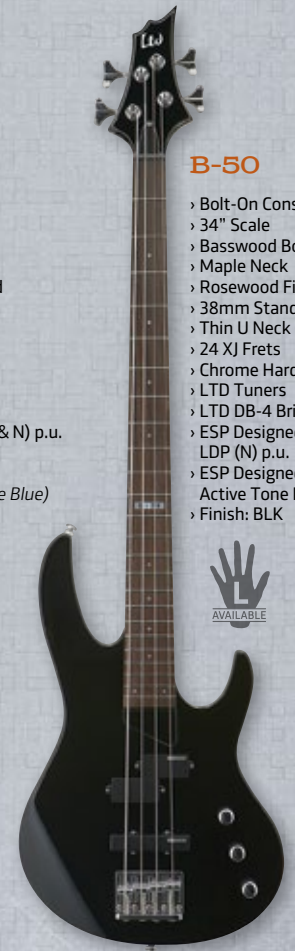 Ltd
B-50
› Bolt-On Cons
› 34” Scale
› Basswood Bo
› Maple Neck
› Rosewood Fi
› 38mm Stand
› Thin U Neck
› 24 XJ Frets
› Chrome Hard
› LTD Tuners
› LTD DB-4 Bri
› ESP Designe
LDP (N) p.u.
› ESP Designe
Active Tone
› Finish: BLK
L
AVAILABLE
d
& N) p.u.
e Blue)
B-50